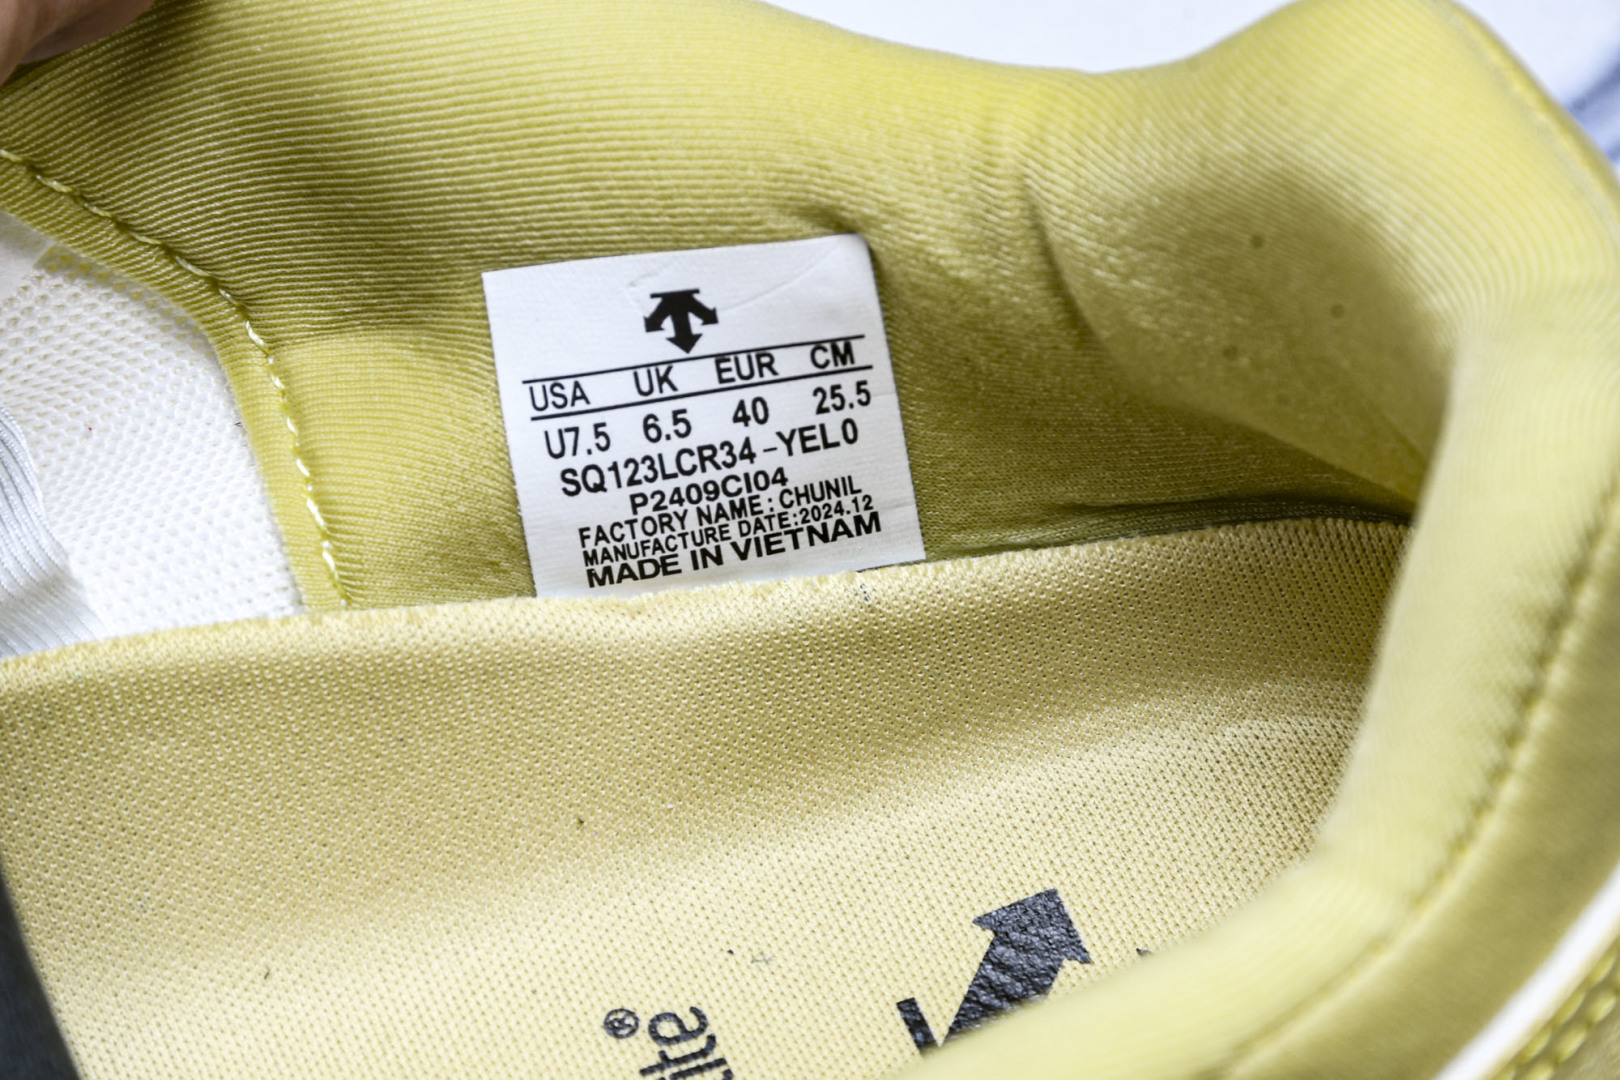 USA UK EUR CM
U7.5 6.5 40 25.5
SQ123LCR34-YEL0
P2409CI04
FACTORY NAME: CHUNIL
MANUFACTURE DATE:2024.12
MADE IN VIETNAM